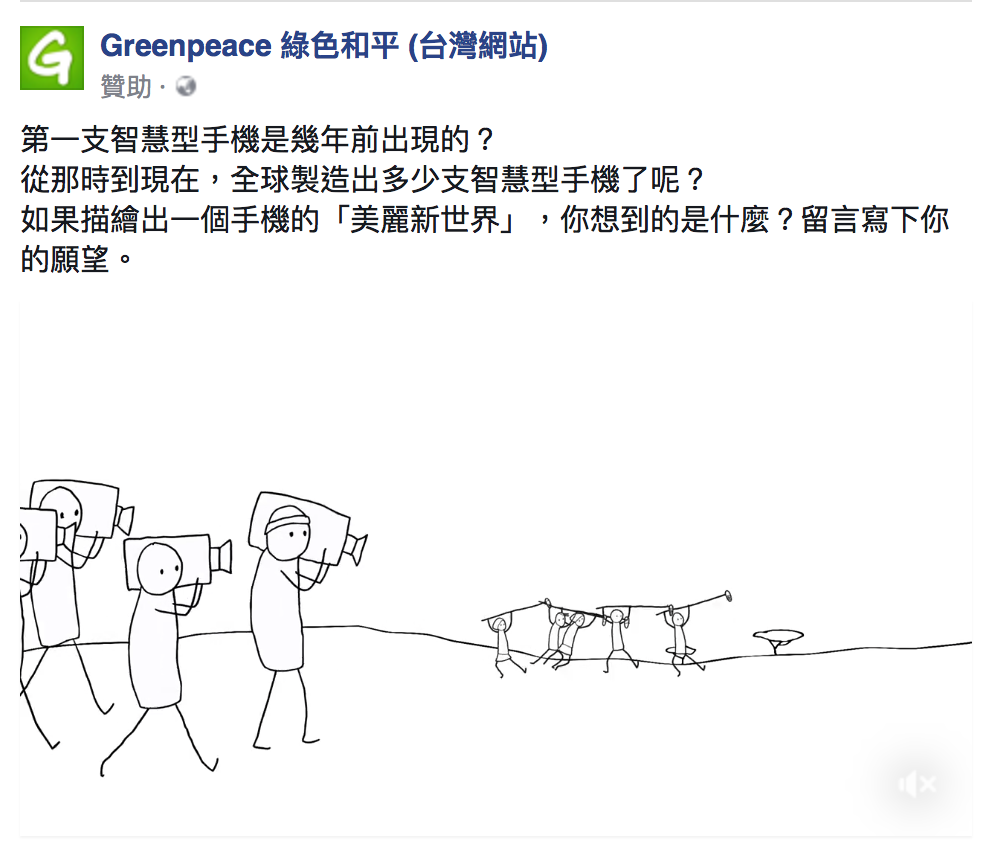 Greenpeace 綠色和平 (台灣網站)
贊助 ·
第一支智慧型手機是幾年前出現的？
從那時到現在，全球製造出多少支智慧型手機了呢？
如果描繪出一個手機的「美麗新世界」，你想到的是什麼？留言寫下你
的願望。